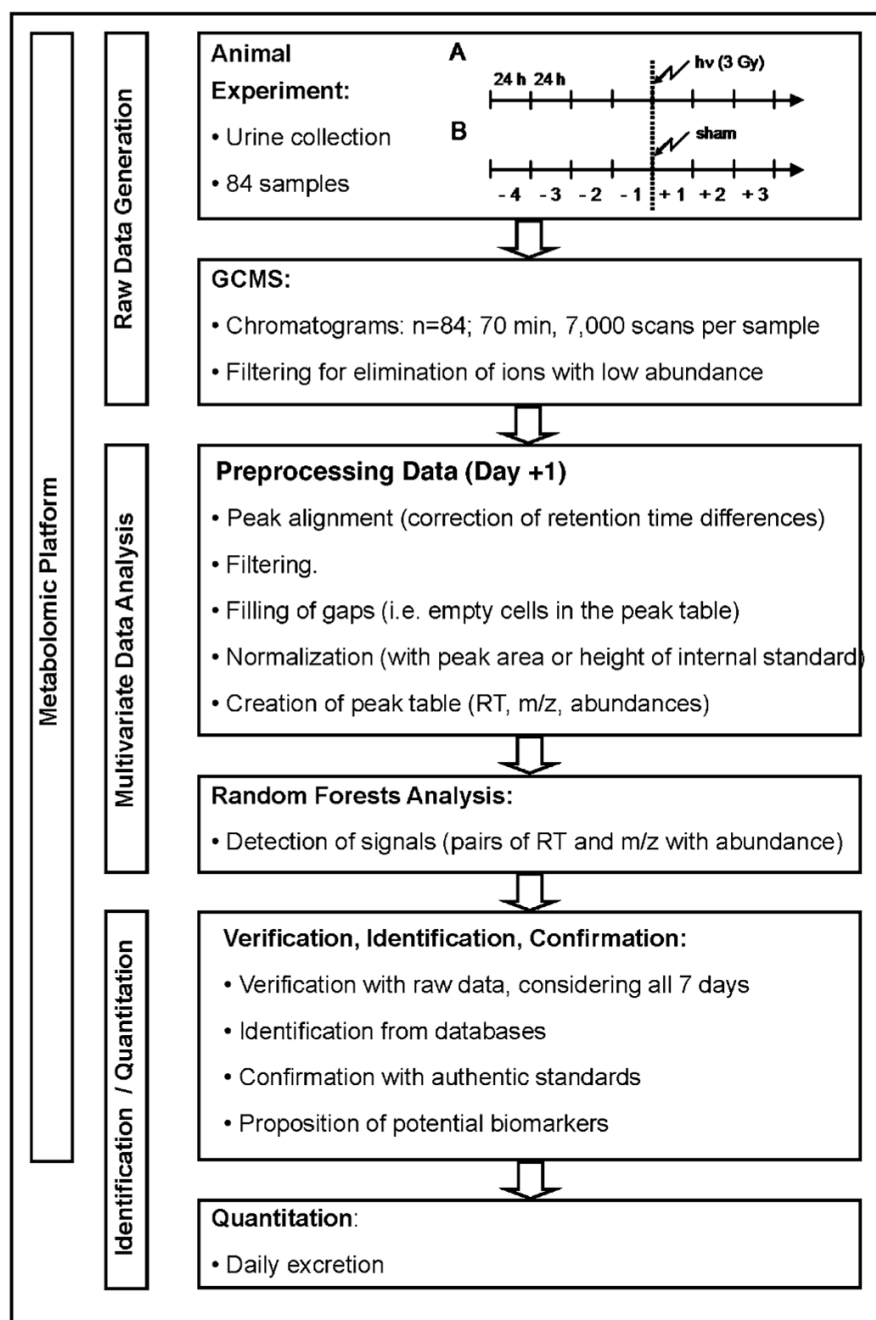 Metabolomic Platform
Raw Data Generation
Animal
Experiment:
• Urine collection
• 84 samples
A
24 h 24 h
hν (3 Gy)
B
sham
- 4 - 3 - 2 - 1 + 1 + 2 + 3
GCMS:
• Chromatograms: n=84; 70 min, 7,000 scans per sample
• Filtering for elimination of ions with low abundance
Multivariate Data Analysis
Preprocessing Data (Day +1)
• Peak alignment (correction of retention time differences)
• Filtering.
• Filling of gaps (i.e. empty cells in the peak table)
• Normalization (with peak area or height of internal standard)
• Creation of peak table (RT, m/z, abundances)
Random Forests Analysis:
• Detection of signals (pairs of RT and m/z with abundance)
Identification / Quantitation
Verification, Identification, Confirmation:
• Verification with raw data, considering all 7 days
• Identification from databases
• Confirmation with authentic standards
• Proposition of potential biomarkers
Quantitation:
• Daily excretion